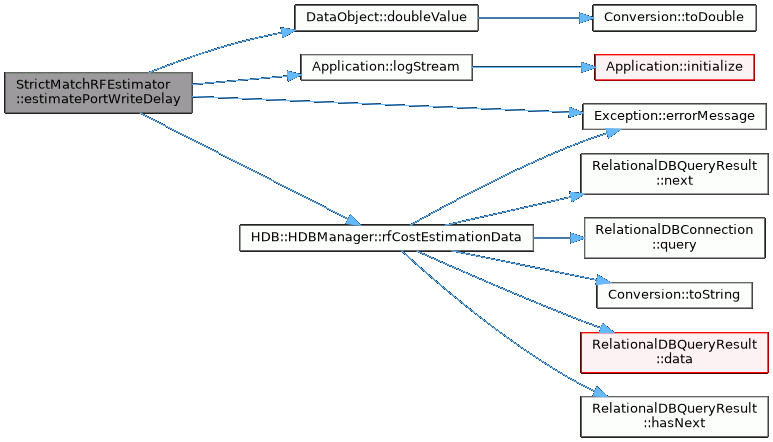 DataObject::doubleValue
Conversion::toDouble
Application::logStream
Application::initialize
StrictMatchRFEstimator
::estimatePortWriteDelay
Exception::errorMessage
RelationalDBQueryResult
::next
HDB::HDBManager::rfCostEstimationData
RelationalDBConnection
::query
Conversion::toString
RelationalDBQueryResult
::data
RelationalDBQueryResult
::hasNext